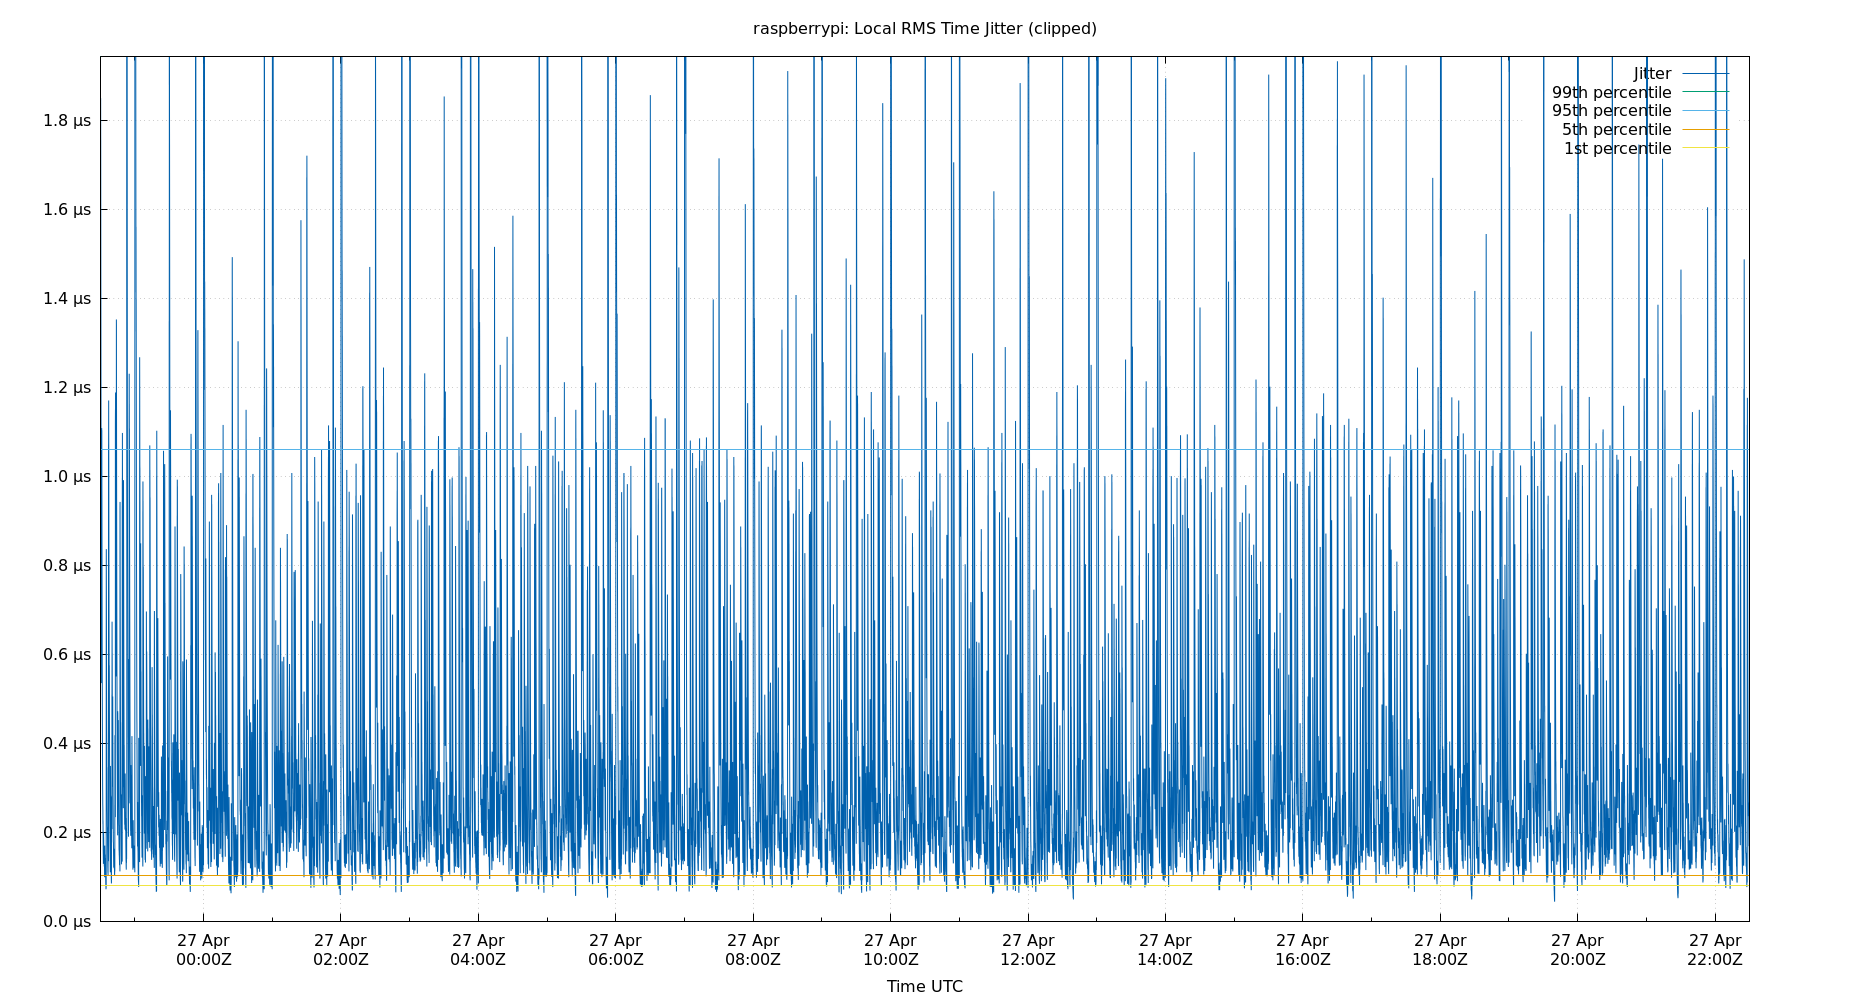 raspberrypi: Local RMS Time Jitter (clipped)
Jitter
99th percentile
95th percentile
5th percentile
1st percentile
1.8 µs
1.6 µs
1.4 µs
1.2 µs
1.0 µs
0.8 µs
0.6 µs
0.4 µs
0.2 µs
0.0 µs
27 Apr 27 Apr 27 Apr 27 Apr 27 Apr 27 Apr 27 Apr 27 Apr 27 Apr 27 Apr 27 Apr 27 Apr
00:00Z 02:00Z 04:00Z 06:00Z 08:00Z 10:00Z 12:00Z 14:00Z 16:00Z 18:00Z 20:00Z 22:00Z
Time UTC